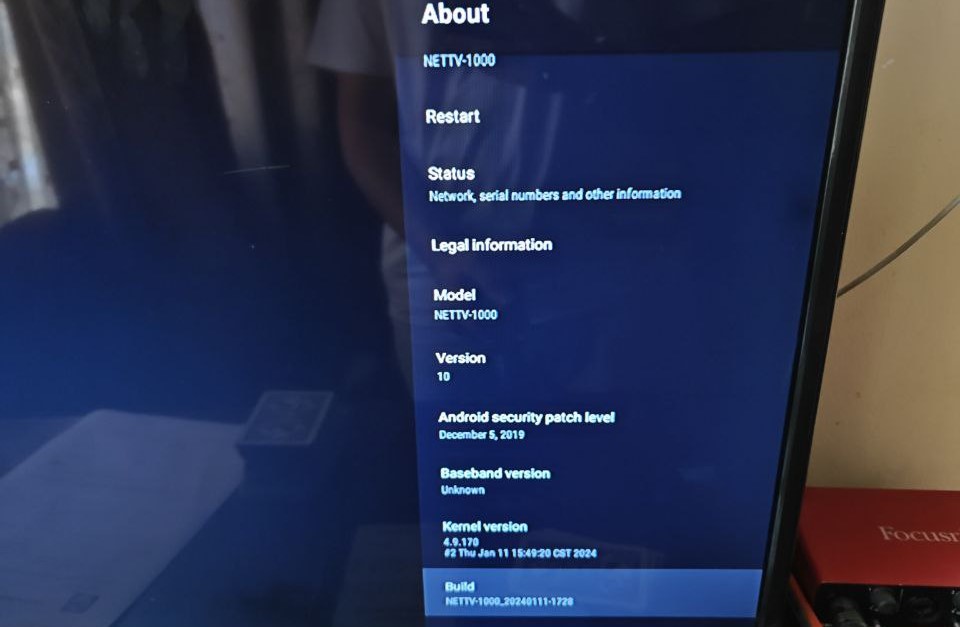 About
NETTV-1000
Restart
Status
Network, serial numbers and other information
Legal information
Model
NETTV-1000
Version
10
Android security patch level
December 5, 2019
Baseband version
Unknown
Kernel version
4.9.170
#2 Thu Jan 11 15:49:20 CST 2024
Build
NETTV-1000_20240111-1728